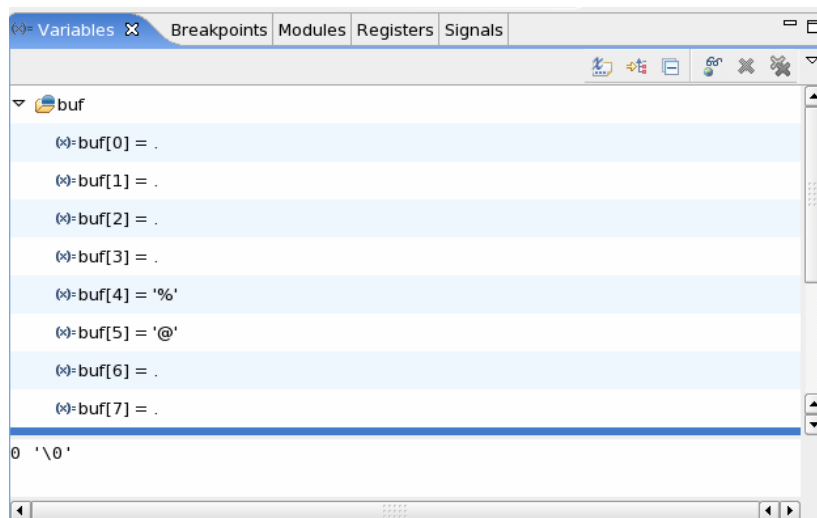 (x)= Variables Breakpoints Modules Registers Signals
buf
(x)= buf[0] = .
(x)= buf[1] = .
(x)= buf[2] = .
(x)= buf[3] = .
(x)= buf[4] = '%'
(x)= buf[5] = '@'
(x)= buf[6] = .
(x)= buf[7] = .
0 '\0'